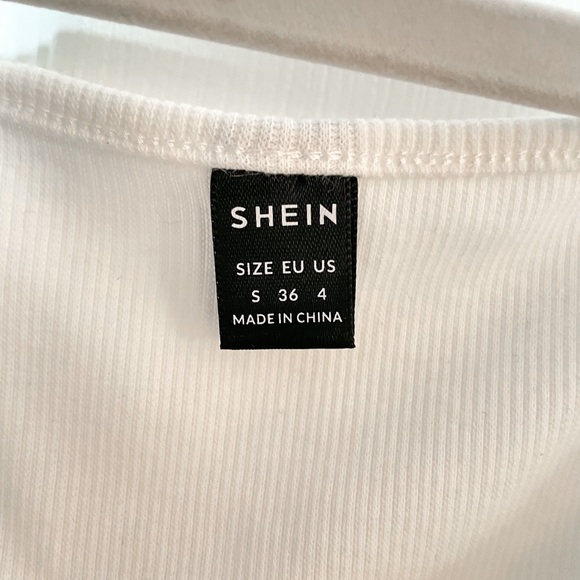 SHEIN
SIZE EU US
S 36 4
MADE IN CHINA